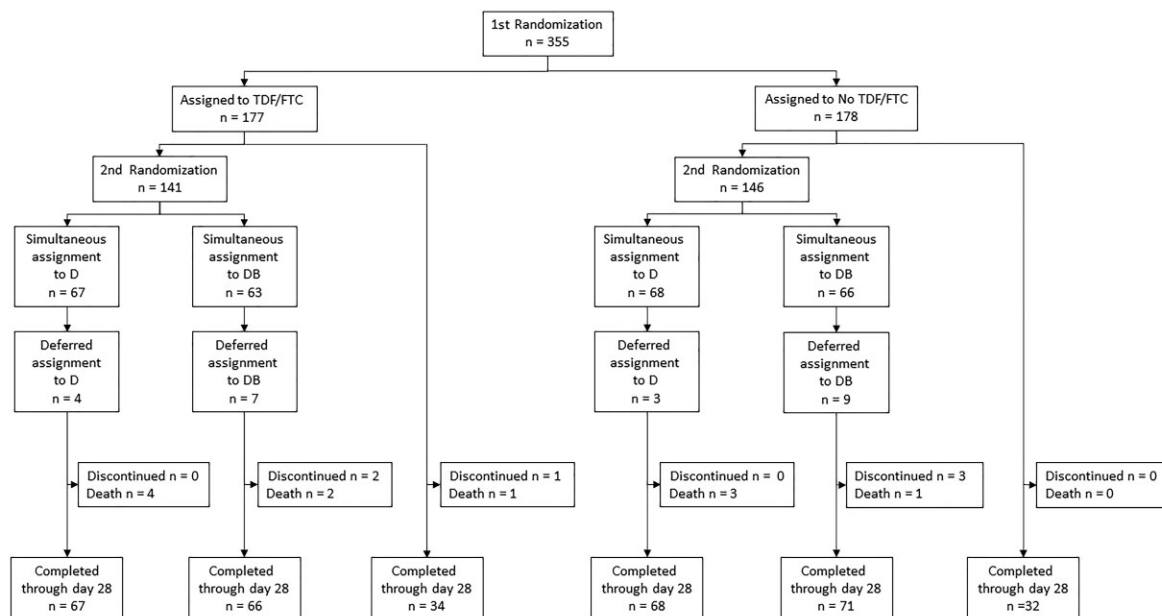 1st Randomization
n = 355
Assigned to TDF/FTC
n = 177
Assigned to No TDF/FTC
n = 178
2nd Randomization
n = 141
2nd Randomization
n = 146
Simultaneous
assignment
to D
n = 67
Simultaneous
assignment
to DB
n = 63
Simultaneous
assignment
to D
n = 68
Simultaneous
assignment
to DB
n = 66
Deferred
assignment
to D
n = 4
Deferred
assignment
to DB
n = 7
Deferred
assignment
to D
n = 3
Deferred
assignment
to DB
n = 9
Discontinued n = 0
Death n = 4
Discontinued n = 2
Death n = 2
Discontinued n = 1
Death n = 1
Discontinued n = 0
Death n = 3
Discontinued n = 3
Death n = 1
Discontinued n = 0
Death n = 0
Completed
through day 28
n = 67
Completed
through day 28
n = 66
Completed
through day 28
n = 34
Completed
through day 28
n = 68
Completed
through day 28
n = 71
Completed
through day 28
n =32